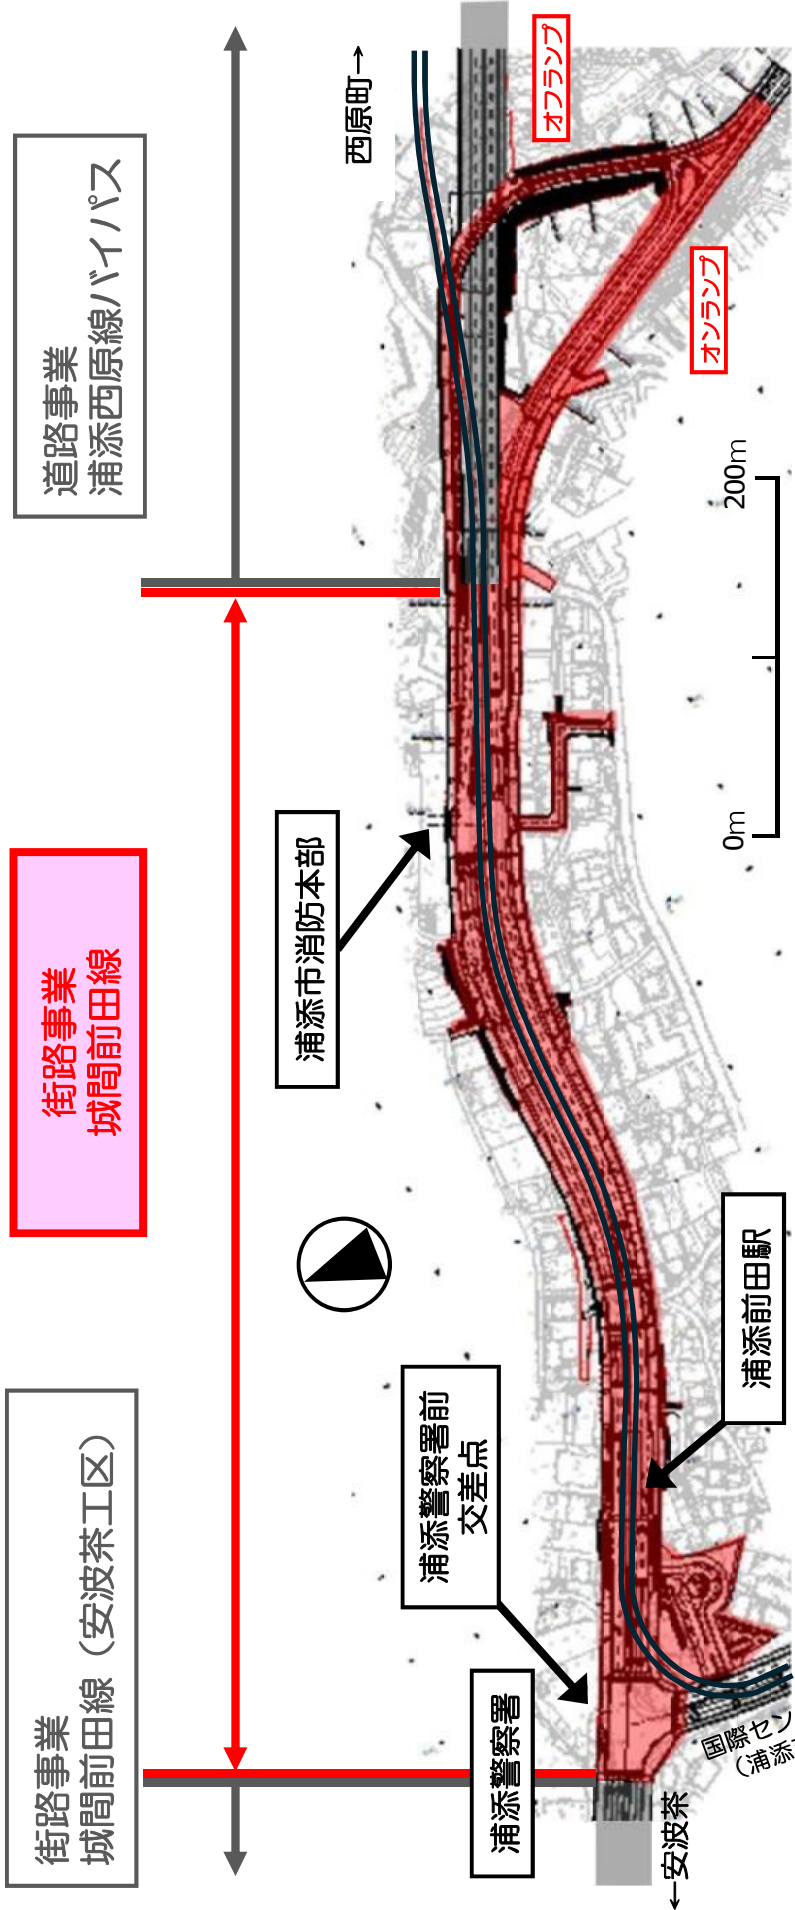 街路事業
城間前田線（安波茶工区）
街路事業
城間前田線
道路事業
浦添西原線バイパス
浦添警察署
浦添警察署前
交差点
浦添市消防本部
浦添前田駅
西原町→
←安波茶
オフランプ
オンランプ
国際セン
（浦添
0m
200m